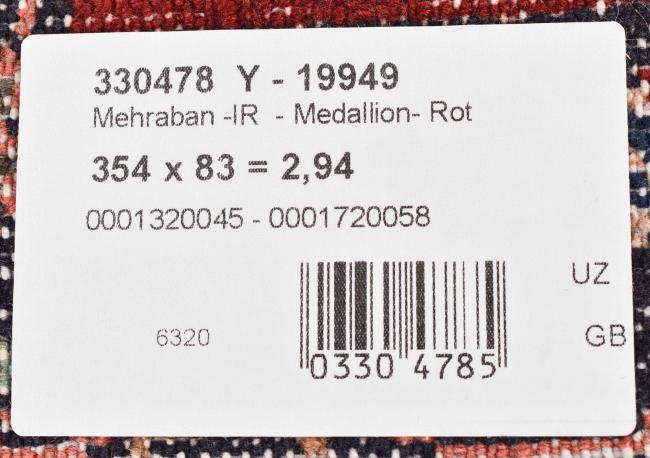 330478 Y - 19949
Mehraban -IR - Medallion- Rot
354 x 83 = 2,94
0001320045 - 0001720058
UZ
6320
GB
0330 4785